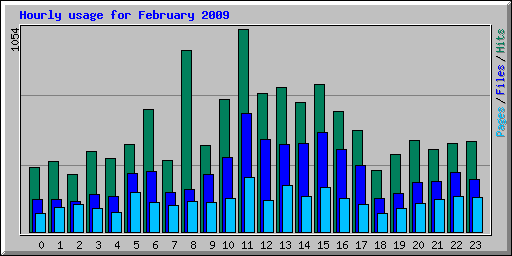 Hourly usage for February 2009
1054
Pages / Files / Hits
0 1 2 3 4 5 6 7 8 9 10 11 12 13 14 15 16 17 18 19 20 21 22 23